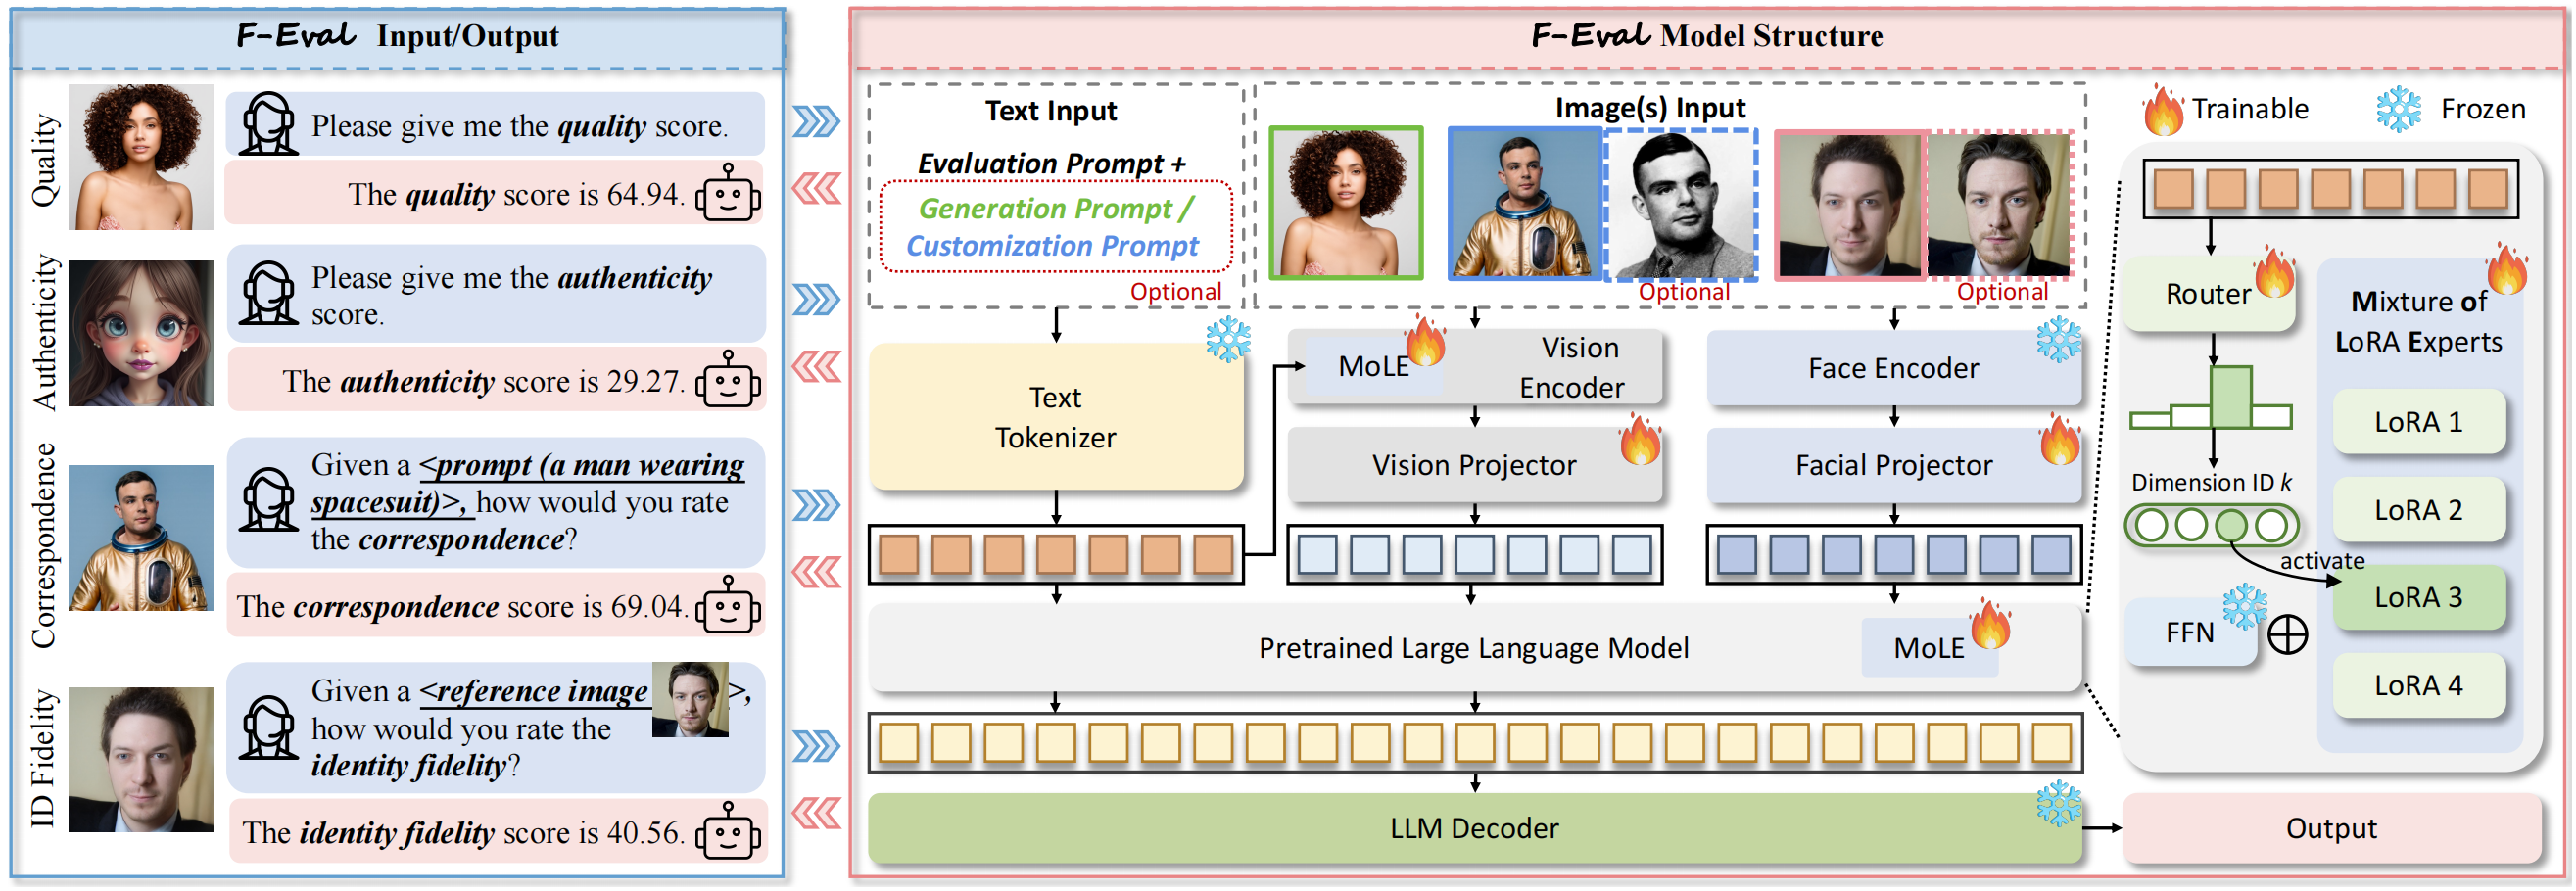 F-Eval Input/Output
Quality
Please give me the quality score.
The quality score is 64.94.
Authenticity
Please give me the authenticity
score.
The authenticity score is 29.27.
Correspondence
Given a <prompt (a man wearing
spacesuit)>, how would you rate
the correspondence?
The correspondence score is 69.04.
ID Fidelity
Given a <reference image >,
how would you rate the
identity fidelity?
The identity fidelity score is 40.56.
F-Eval Model Structure
Text Input
Evaluation Prompt +
Generation Prompt /
Customization Prompt
Optional
Image(s) Input
Optional
Optional
Trainable
Frozen
Text
Tokenizer
MoLE
Vision
Encoder
Face Encoder
Vision Projector
Facial Projector
Pretrained Large Language Model
MoLE
LLM Decoder
Output
Router
Mixture of
LoRA Experts
Dimension ID k
activate
FFN
LoRA 1
LoRA 2
LoRA 3
LoRA 4